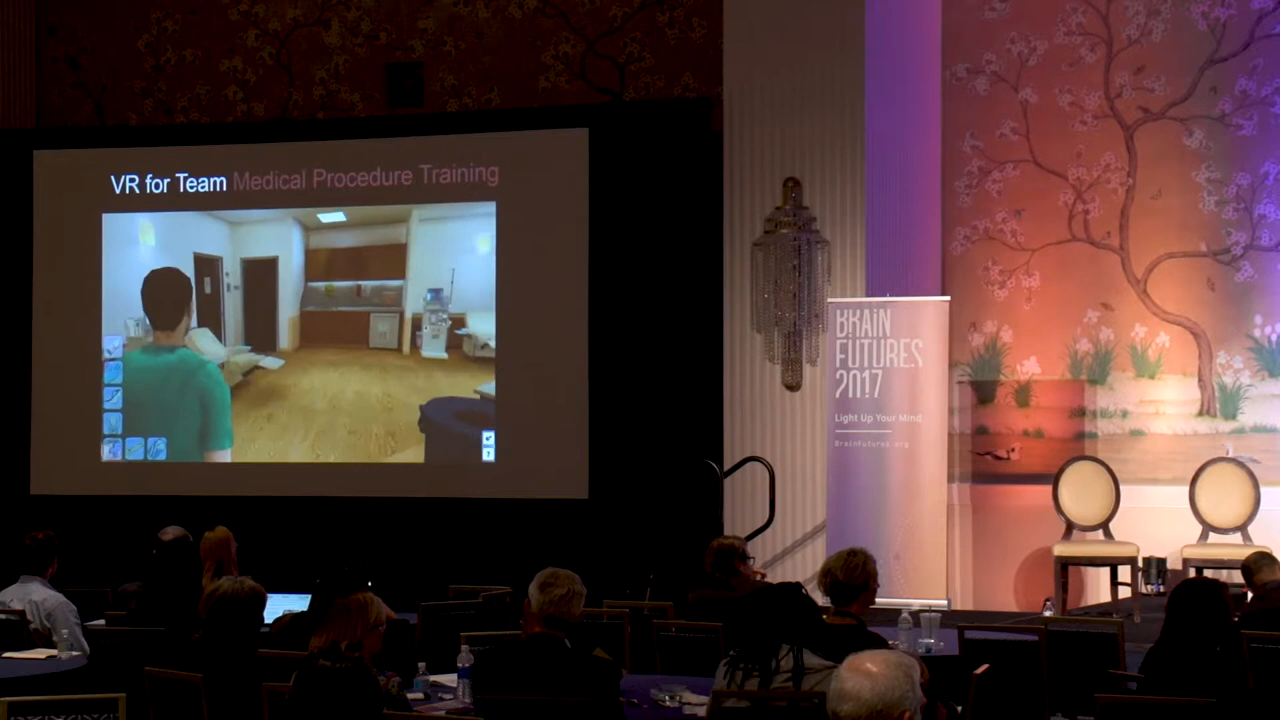 VR for Team Medical Procedure Training
BRAIN
FUTURES
2017
Light Up Your Mind
BrainFutures.org